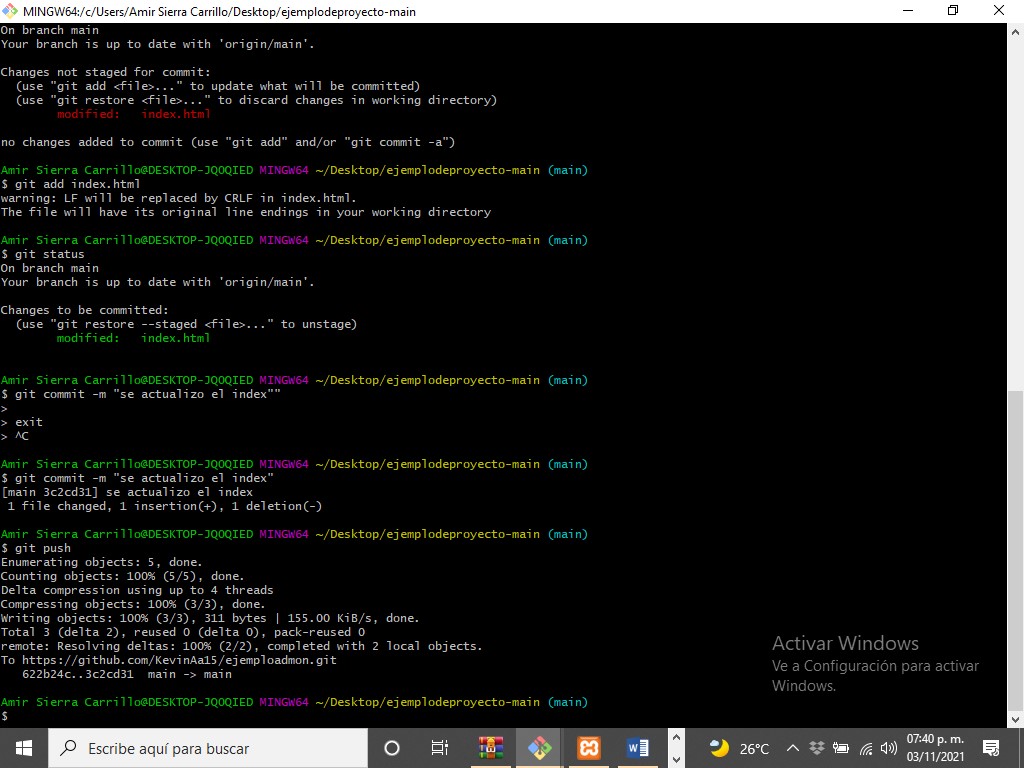 MINGW64:/c/Users/Amir Sierra Carrillo/Desktop/ejemplodeproyecto-main
On branch main
Your branch is up to date with 'origin/main'.
Changes not staged for commit:
  (use "git add <file>..." to update what will be committed)
  (use "git restore <file>..." to discard changes in working directory)
        modified:   index.html
no changes added to commit (use "git add" and/or "git commit -a")
Amir Sierra Carrillo@DESKTOP-JQOQIED MINGW64 ~/Desktop/ejemplodeproyecto-main (main)
$ git add index.html
warning: LF will be replaced by CRLF in index.html.
The file will have its original line endings in your working directory
Amir Sierra Carrillo@DESKTOP-JQOQIED MINGW64 ~/Desktop/ejemplodeproyecto-main (main)
$ git status
On branch main
Your branch is up to date with 'origin/main'.
Changes to be committed:
  (use "git restore --staged <file>..." to unstage)
        modified:   index.html
Amir Sierra Carrillo@DESKTOP-JQOQIED MINGW64 ~/Desktop/ejemplodeproyecto-main (main)
$ git commit -m "se actualizo el index""
>
> exit
> ^C
Amir Sierra Carrillo@DESKTOP-JQOQIED MINGW64 ~/Desktop/ejemplodeproyecto-main (main)
$ git commit -m "se actualizo el index"
[main 3c2cd31] se actualizo el index
 1 file changed, 1 insertion(+), 1 deletion(-)
Amir Sierra Carrillo@DESKTOP-JQOQIED MINGW64 ~/Desktop/ejemplodeproyecto-main (main)
$ git push
Enumerating objects: 5, done.
Counting objects: 100% (5/5), done.
Delta compression using up to 4 threads
Compressing objects: 100% (3/3), done.
Writing objects: 100% (3/3), 311 bytes | 155.00 KiB/s, done.
Total 3 (delta 2), reused 0 (delta 0), pack-reused 0
remote: Resolving deltas: 100% (2/2), completed with 2 local objects.
To https://github.com/KevinAa15/ejemploadmon.git
   622b24c..3c2cd31  main -> main
Amir Sierra Carrillo@DESKTOP-JQOQIED MINGW64 ~/Desktop/ejemplodeproyecto-main (main)
$
Activar Windows
Ve a Configuración para activar
Windows.
Escribe aquí para buscar
26°C
07:40 p. m.
03/11/2021